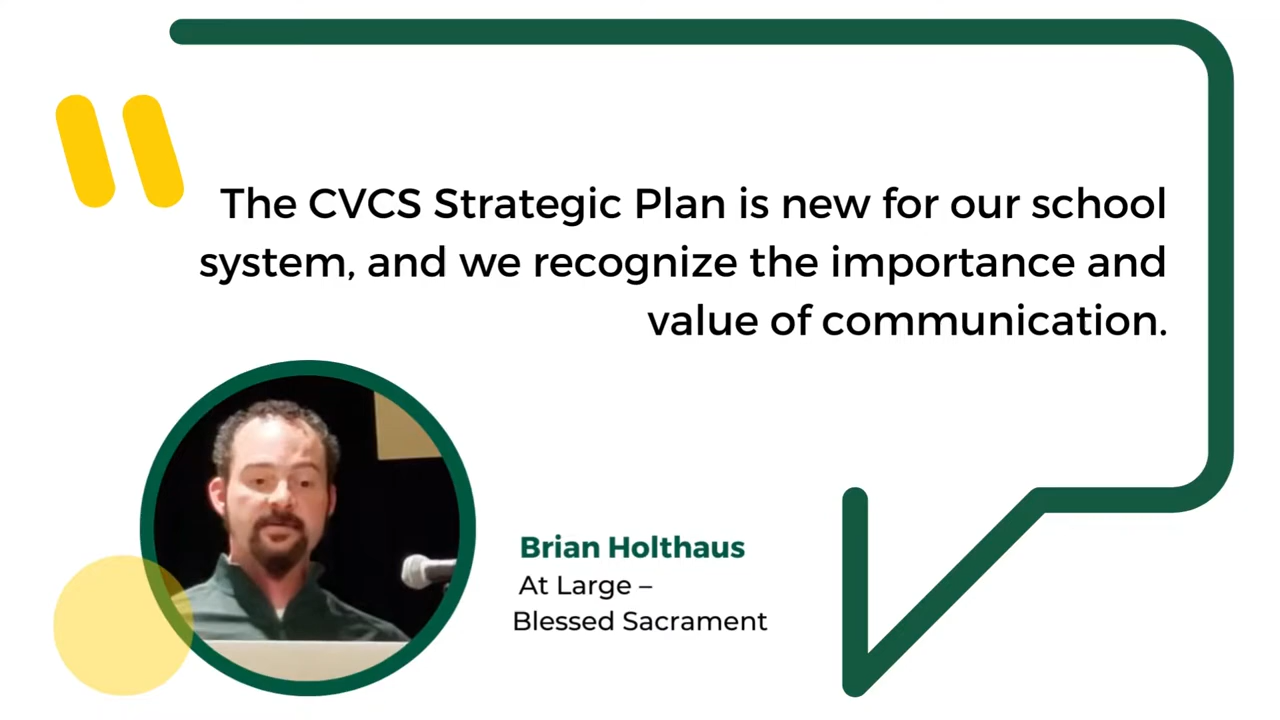 The CVCS Strategic Plan is new for our school
system, and we recognize the importance and
value of communication.
Brian Holthaus
At Large –
Blessed Sacrament